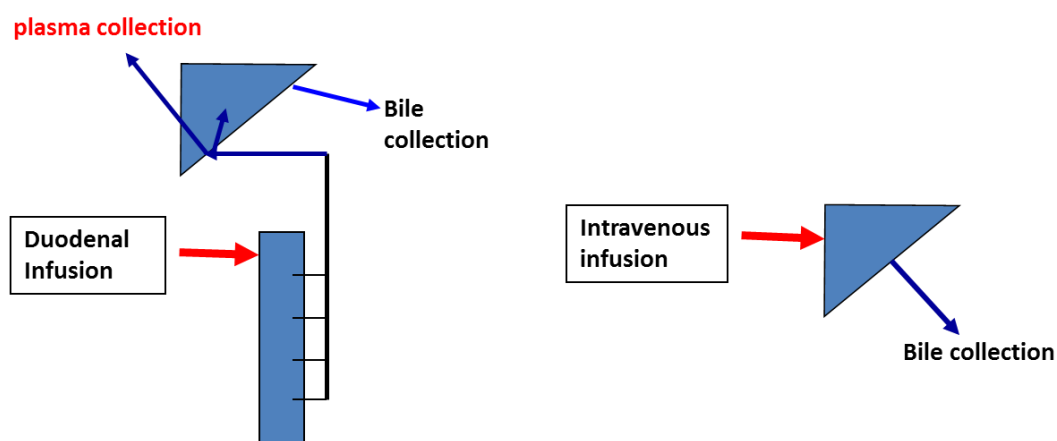 plasma collection
Bile
collection
Duodenal
Infusion
Intravenous
infusion
Bile collection